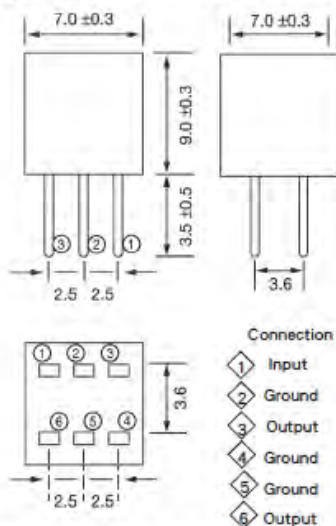 7.0 ±0.3
7.0 ±0.3
9.0 ±0.3
3.5 ±0.5
③ ② ①
2.5 2.5
3.6
① ② ③
⑥ ⑤ ④
3.6
2.5 2.5
Connection
1 Input
2 Ground
3 Output
4 Ground
5 Ground
6 Output